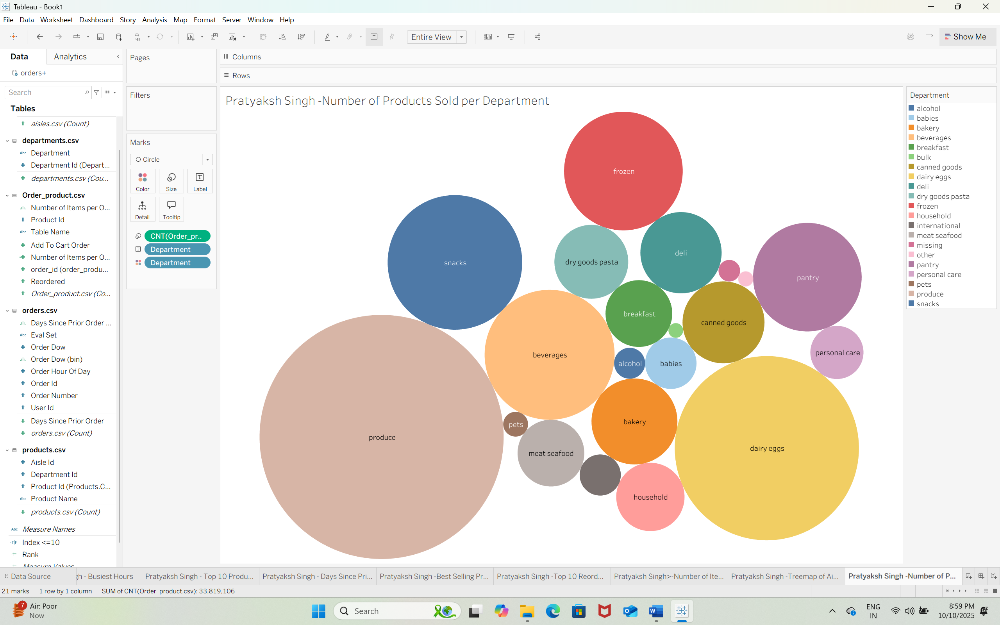 Tableau - Book1
File Data Worksheet Dashboard Story Analysis Map Format Server Window Help
Entire View
Show Me
Data Analytics
orders+
Search
Tables
aisles.csv (Count)
departments.csv
Abc Department
Department Id (Depart...
departments.csv (Cou...
Order_product.csv
Number of Items per O...
Product Id
Abc Table Name
Add To Cart Order
Number of Items per O...
order_id (order_produ...
Reordered
Order_product.csv (Co...
orders.csv
Days Since Prior Order ...
Abc Eval Set
Order Dow
Order Dow (bin)
Order Hour Of Day
Order Id
Order Number
User Id
Days Since Prior Order
orders.csv (Count)
products.csv
Aisle Id
Department Id
Product Id (Products.C...
Abc Product Name
products.csv (Count)
Abc Measure Names
=T|F Index <=10
Rank
Measure Values
Pages
Filters
Marks
Circle
Color Size Label
Detail Tooltip
CNT(Order_pr..
Department
Department
Columns
Rows
Pratyaksh Singh -Number of Products Sold per Department
frozen
snacks
dry goods pasta
deli
pantry
breakfast
canned goods
beverages
alcohol
babies
personal care
pets
bakery
produce
meat seafood
dairy eggs
household
Department
alcohol
babies
bakery
beverages
breakfast
bulk
canned goods
dairy eggs
deli
dry goods pasta
frozen
household
international
meat seafood
missing
other
pantry
personal care
pets
produce
snacks
Data Source gh - Busiest Hours Pratyaksh Singh - Top 10 Produ... Pratyaksh Singh - Days Since Pri... Pratyaksh Singh -Best Selling Pr... Pratyaksh Singh -Top 10 Reord... Pratyaksh Singh>-Number of Ite... Pratyaksh Singh -Treemap of Ai... Pratyaksh Singh -Number of P...
21 marks 1 row by 1 column SUM of CNT(Order_product.csv): 33,819,106
7
Air: Poor
Now
Search
ENG
IN
8:59 PM
10/10/2025